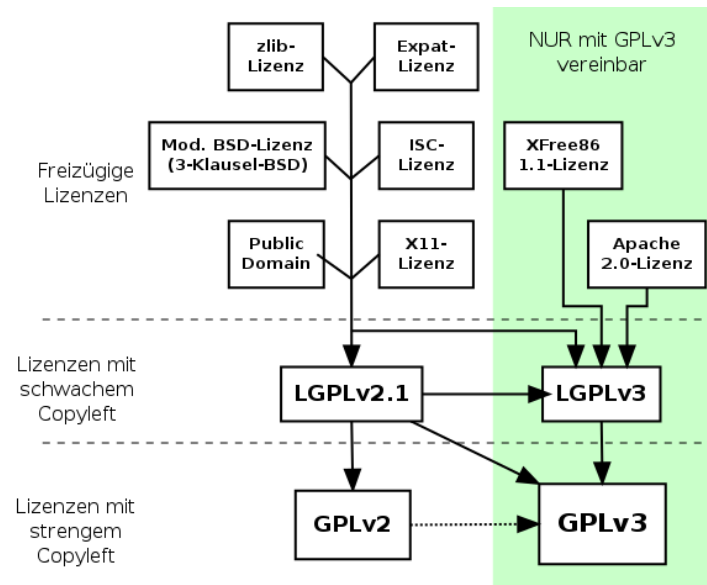 zlib-
Lizenz
Expat-
Lizenz
NUR mit GPLv3
vereinbar
Freizügige
Lizenzen
Mod. BSD-Lizenz
(3-Klausel-BSD)
ISC-
Lizenz
XFree86
1.1-Lizenz
Public
Domain
X11-
Lizenz
Apache
2.0-Lizenz
Lizenzen mit
schwachem
Copyleft
LGPLv2.1
LGPLv3
Lizenzen mit
strengem
Copyleft
GPLv2
GPLv3